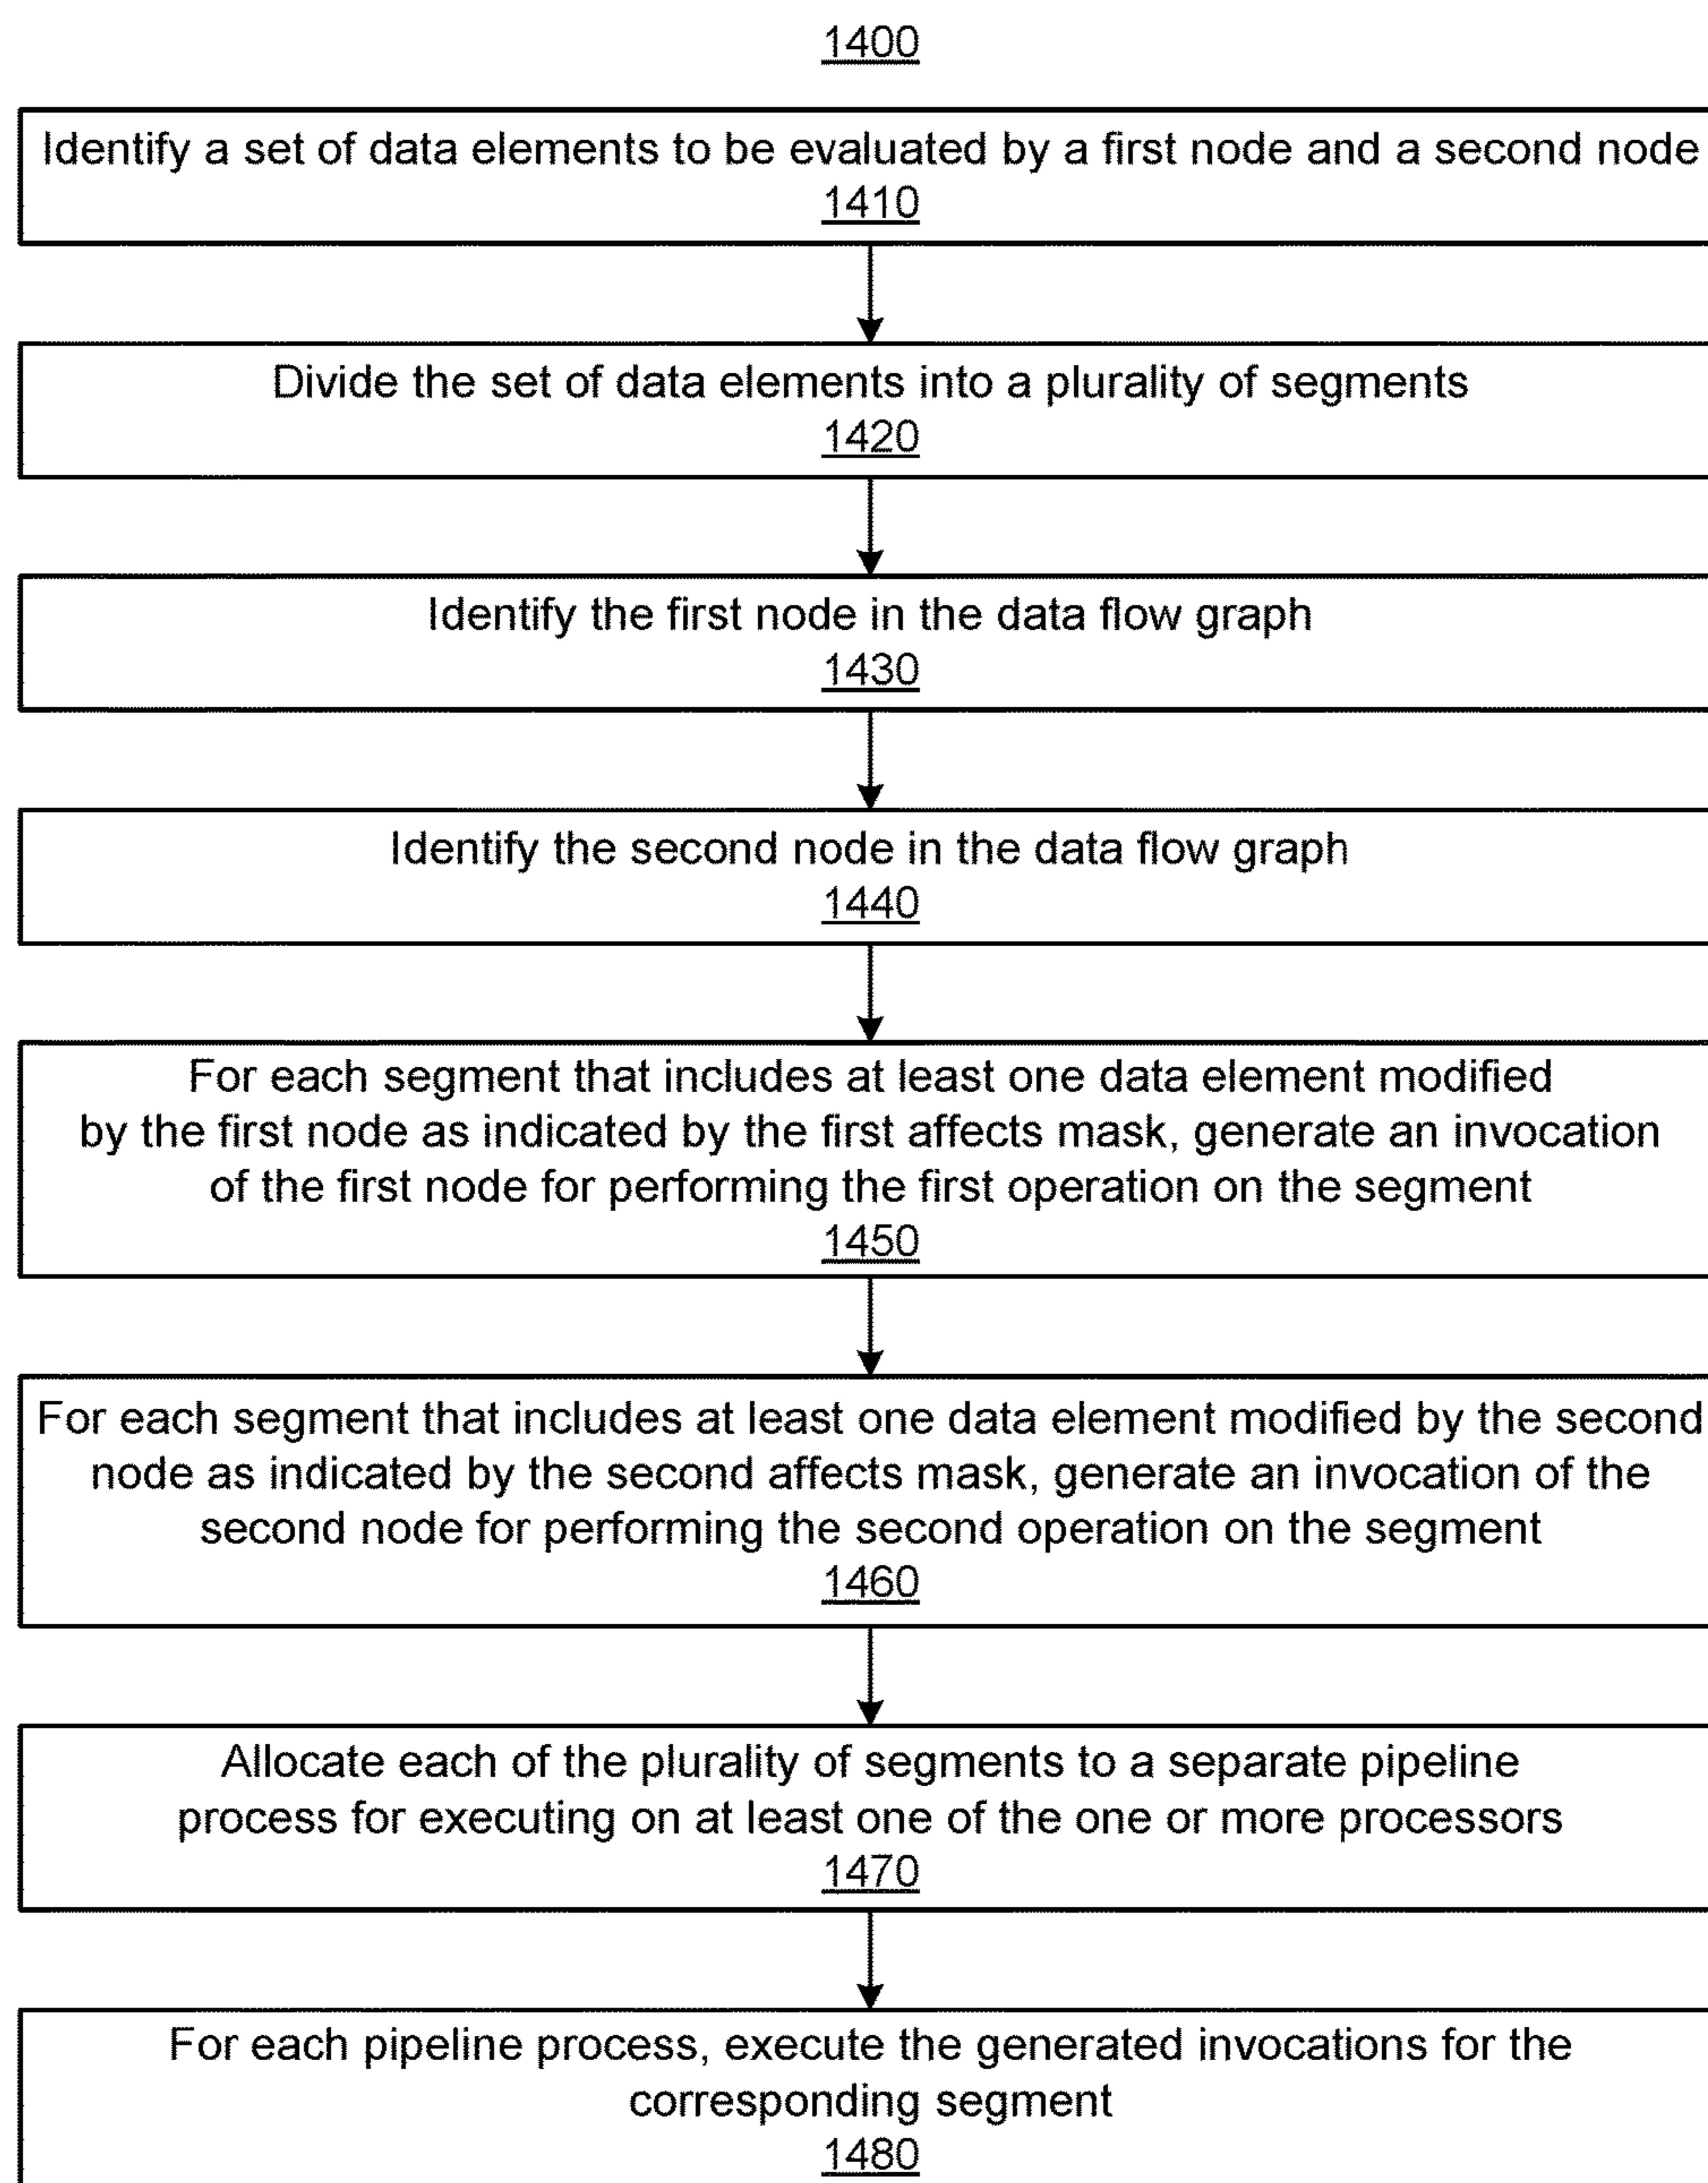 1400
Identify a set of data elements to be evaluated by a first node and a second node
1410
Divide the set of data elements into a plurality of segments
1420
Identify the first node in the data flow graph
1430
Identify the second node in the data flow graph
1440
For each segment that includes at least one data element modified
by the first node as indicated by the first affects mask, generate an invocation
of the first node for performing the first operation on the segment
1450
For each segment that includes at least one data element modified by the second
node as indicated by the second affects mask, generate an invocation of the
second node for performing the second operation on the segment
1460
Allocate each of the plurality of segments to a separate pipeline
process for executing on at least one of the one or more processors
1470
For each pipeline process, execute the generated invocations for the
corresponding segment
1480